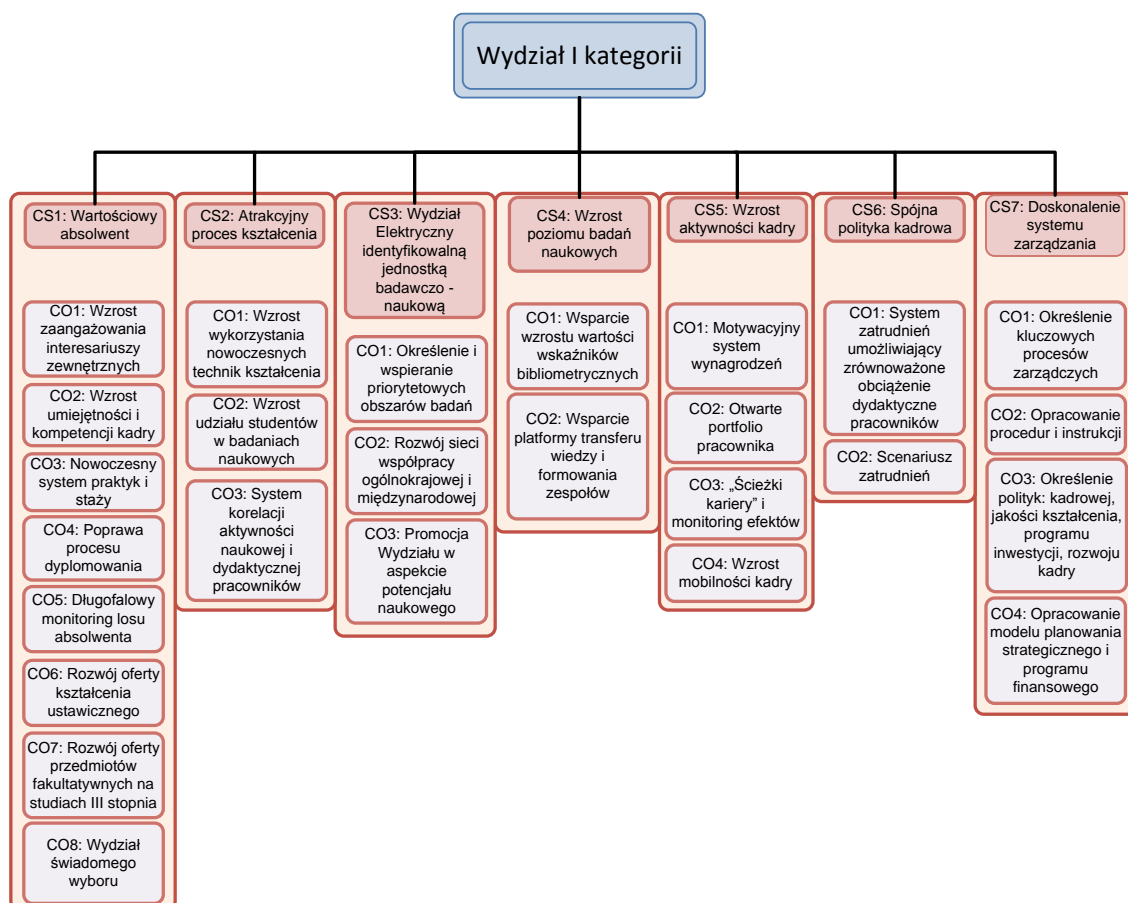 Wydział I kategorii
CS1: Wartościowy
absolwent
CO1: Wzrost
zaangażowania
interesariuszy
zewnętrznych
CO2: Wzrost
umiejętności i
kompetencji kadry
CO3: Nowoczesny
system praktyk i
staży
CO4: Poprawa
procesu
dyplomowania
CO5: Długofalowy
monitoring losu
absolwenta
CO6: Rozwój oferty
kształcenia
ustawicznego
CO7: Rozwój oferty
przedmiotów
fakultatywnych na
studiach III stopnia
CO8: Wydział
świadomego
wyboru
CS2: Atrakcyjny
proces kształcenia
CO1: Wzrost
wykorzystania
nowoczesnych
technik kształcenia
CO2: Wzrost
udziału studentów
w badaniach
naukowych
CO3: System
korelacji
aktywności
naukowej i
dydaktycznej
pracowników
CS3: Wydział
Elektryczny
identyfikowalną
jednostką
badawczo -
naukową
CO1: Określenie i
wspieranie
priorytetowych
obszarów badań
CO2: Rozwój sieci
współpracy
ogólnokrajowej i
międzynarodowej
CO3: Promocja
Wydziału w
aspekcie
potencjału
naukowego
CS4: Wzrost
poziomu badań
naukowych
CO1: Wsparcie
wzrostu wartości
wskaźników
bibliometrycznych
CO2: Wsparcie
platformy transferu
wiedzy i
formowania
zespołów
CS5: Wzrost
aktywności kadry
CO1: Motywacyjny
system
wynagrodzeń
CO2: Otwarte
portfolio
pracownika
CO3: „Ścieżki
kariery” i
monitoring efektów
CO4: Wzrost
mobilności kadry
CS6: Spójna
polityka kadrowa
CO1: System
zatrudnień
umożliwiający
zrównoważone
obciążenie
dydaktyczne
pracowników
CO2: Scenariusz
zatrudnień
CS7: Doskonalenie
systemu
zarządzania
CO1: Określenie
kluczowych
procesów
zarządczych
CO2: Opracowanie
procedur i instrukcji
CO3: Określenie
polityk: kadrowej,
jakości kształcenia,
programu
inwestycji, rozwoju
kadry
CO4: Opracowanie
modelu planowania
strategicznego i
programu
finansowego